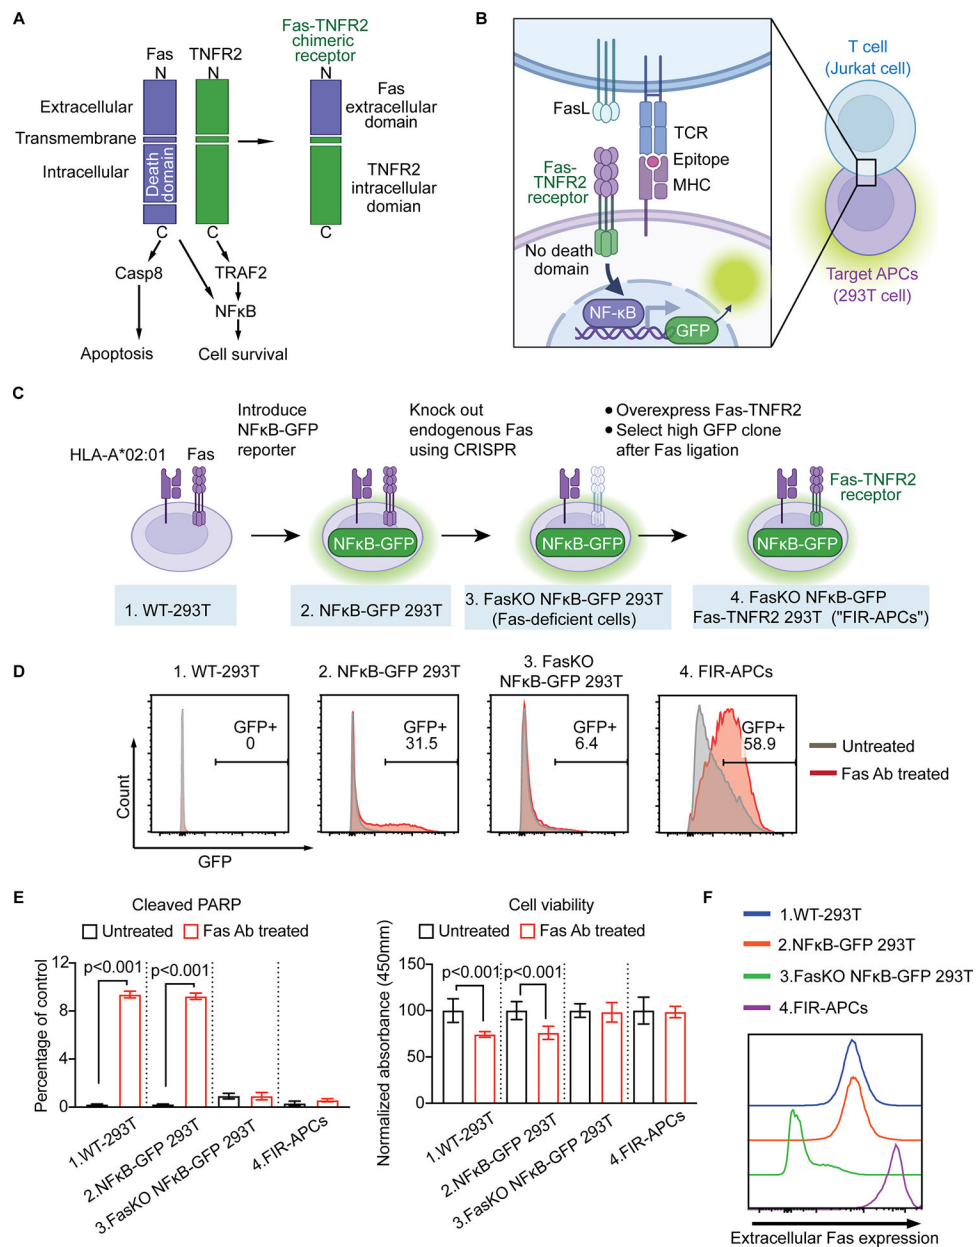 A
Fas
TNFR2
Fas-TNFR2
chimeric
receptor
N
N
N
Extracellular
Transmembrane
Intracellular
Death
domain
Fas
extracellular
domain
TNFR2
intracellular
domian
C
C
C
Casp8
TRAF2
NFκB
Apoptosis
Cell survival
B
FasL
TCR
Epitope
MHC
Fas-
TNFR2
receptor
No death
domain
NF-κB
GFP
T cell
(Jurkat cell)
Target APCs
(293T cell)
C
HLA-A*02:01
Fas
Introduce
NFκB-GFP
reporter
Knock out
endogenous Fas
using CRISPR
● Overexpress Fas-TNFR2
● Select high GFP clone
after Fas ligation
Fas-TNFR2
receptor
NFκB-GFP
NFκB-GFP
NFκB-GFP
1. WT-293T
2. NFκB-GFP 293T
3. FasKO NFκB-GFP 293T
(Fas-deficient cells)
4. FasKO NFκB-GFP
Fas-TNFR2 293T ("FIR-APCs")
D
1. WT-293T
2. NFκB-GFP 293T
3. FasKO
NFκB-GFP 293T
4. FIR-APCs
GFP+
0
GFP+
31.5
GFP+
6.4
GFP+
58.9
Untreated
Fas Ab treated
Count
GFP
E
Cleaved PARP
Untreated
Fas Ab treated
Percentage of control
12
8
4
0
p<0.001
p<0.001
1.WT-293T
2.NFκB-GFP 293T
3.FasKO NFκB-GFP 293T
4.FIR-APCs
Cell viability
Untreated
Fas Ab treated
Normalized absorbance (450mm)
150
100
50
0
p<0.001
p<0.001
1.WT-293T
2.NFκB-GFP 293T
3.FasKO NFκB-GFP 293T
4.FIR-APCs
F
1.WT-293T
2.NFκB-GFP 293T
3.FasKO NFκB-GFP 293T
4.FIR-APCs
Extracellular Fas expression